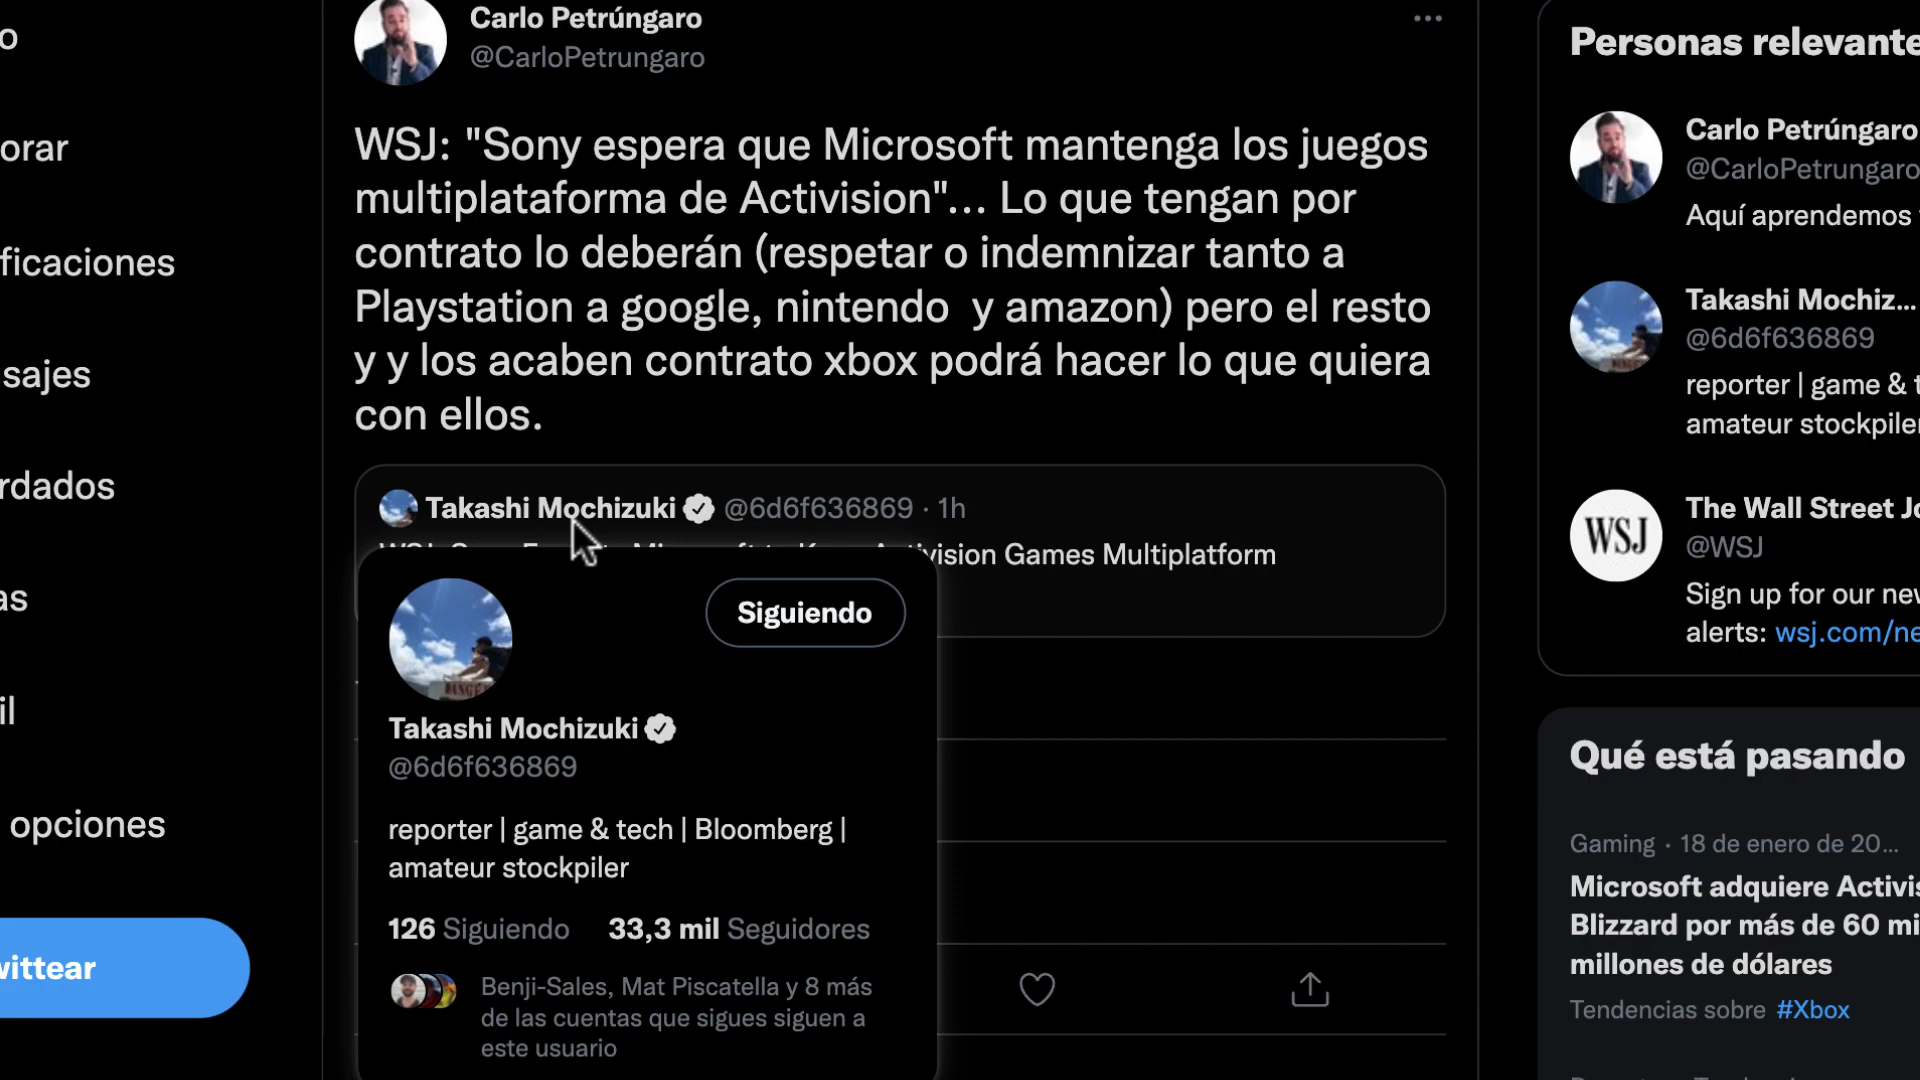 o
orar
ficaciones
sajes
rdados
as
il
opciones
vittear
Carlo Petrúngaro
@CarloPetrungaro
WSJ: "Sony espera que Microsoft mantenga los juegos
multiplataforma de Activision"... Lo que tengan por
contrato lo deberán (respetar o indemnizar tanto a
Playstation a google, nintendo  y amazon) pero el resto
y y los acaben contrato xbox podrá hacer lo que quiera
con ellos.
Takashi Mochizuki @6d6f636869 · 1h
vision Games Multiplatform
Siguiendo
DANGE
Takashi Mochizuki
@6d6f636869
reporter | game & tech | Bloomberg |
amateur stockpiler
126 Siguiendo 33,3 mil Seguidores
Benji-Sales, Mat Piscatella y 8 más
de las cuentas que sigues siguen a
este usuario
Personas relevante
Carlo Petrúngaro
@CarloPetrungaro
Aquí aprendemos
Takashi Mochiz...
@6d6f636869
reporter | game & t
amateur stockpiler
WSJ
The Wall Street Jo
@WSJ
Sign up for our new
alerts: wsj.com/ne
Qué está pasando
Gaming · 18 de enero de 20...
Microsoft adquiere Activis
Blizzard por más de 60 mi
millones de dólares
Tendencias sobre #Xbox